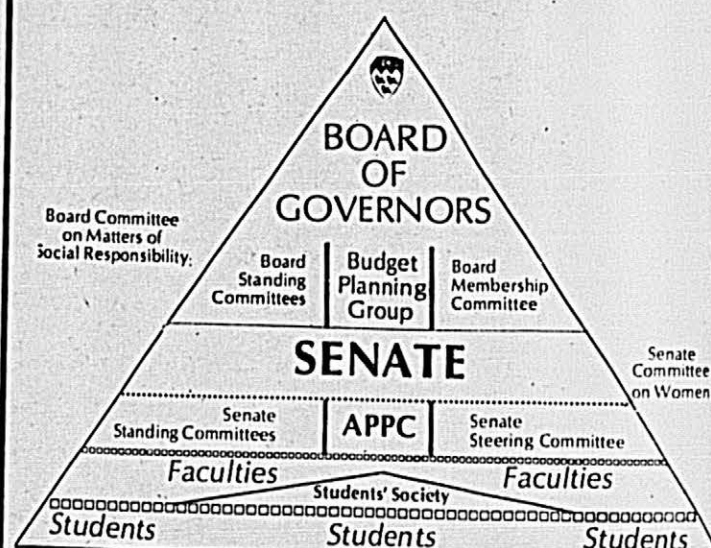 BOARD
OF
GOVERNORS
Board Committee
on Matters of
Social Responsibility:
Board
Standing
Committees
Budget
Planning
Group
Board
Membership
Committee
SENATE
Senate
Committee
on Women
Senate
Standing Committees
APPC
Senate
Steering Committee
Faculties
Faculties
Students' Society
Students
Students
Students